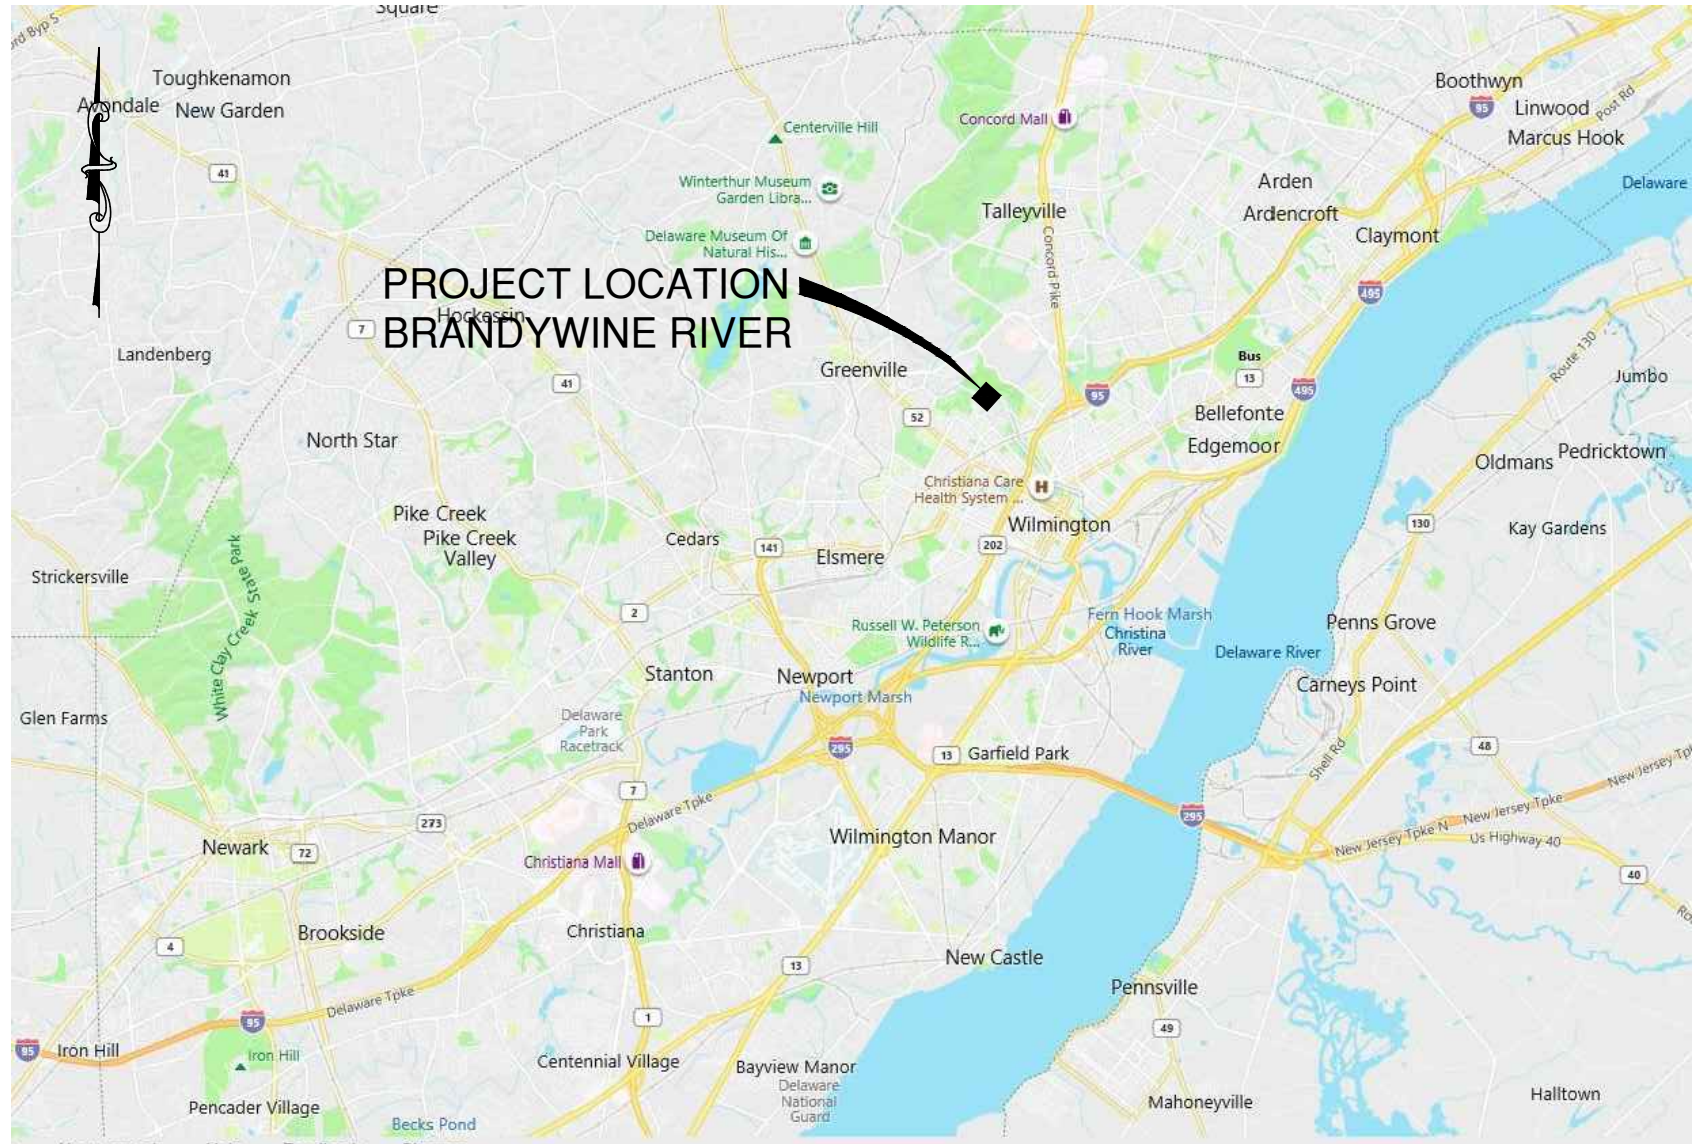 Square
Toughkenamon
Avondale
New Garden
41
Centerville Hill
Concord Mall
Boothwyn
95
Linwood
Post Rd
Marcus Hook
Winterthur Museum
Garden Libra...
Talleyville
Arden
Ardencroft
Delaware
Claymont
Delaware Museum Of
Natural His...
Concord Pike
PROJECT LOCATION
BRANDYWINE RIVER
Hockessin
7
495
Landenberg
Greenville
41
52
95
Bus
13
495
Route 130
Jumbo
Bellefonte
Edgemoor
North Star
Oldmans
Pedricktown
Christiana Care
Health System ...
H
Pike Creek
Pike Creek
Valley
Cedars
141
Elsmere
Wilmington
202
130
Kay Gardens
Strickersville
White Clay Creek State Park
2
Russell W. Peterson
Wildlife R...
Fern Hook Marsh
Christina
River
Delaware River
Penns Grove
Stanton
Newport
Newport Marsh
Carneys Point
Glen Farms
Delaware
Park
Racetrack
295
13
Garfield Park
48
Shell Rd
7
Delaware Tpke
295
New Jersey Tpke
New Jersey Tpke N
New Jersey Tpk
Us Highway 40
273
Newark
72
Wilmington Manor
Christiana Mall
40
4
Brookside
Christiana
13
New Castle
Pennsville
Delaware Tpke
95
1
49
95
Iron Hill
Iron Hill
Centennial Village
Bayview Manor
Delaware
National
Guard
Pencader Village
Becks Pond
Mahoneyville
Halltown